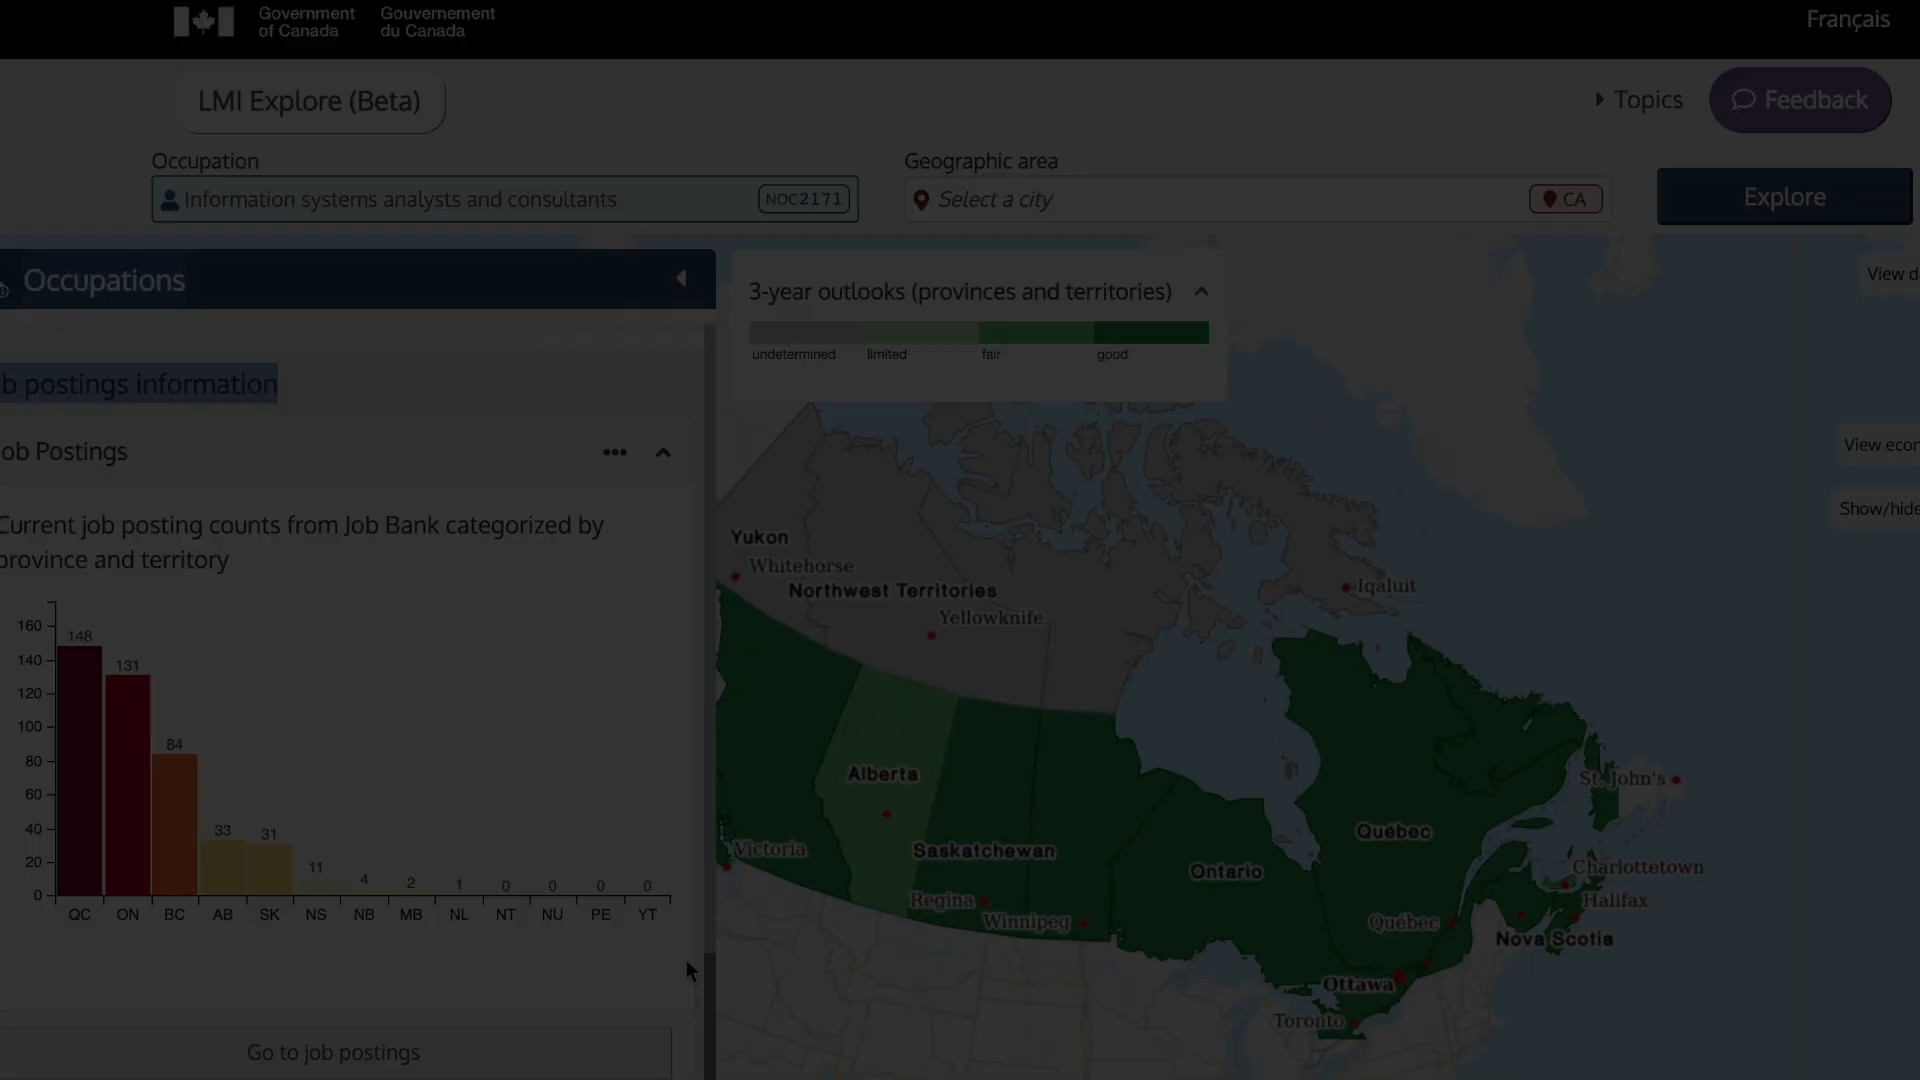 Government
of Canada
Gouvernement
du Canada
Français
LMI Explore (Beta)
Topics
Feedback
Occupation
Information systems analysts and consultants
NOC2171
Geographic area
Select a city
CA
Explore
Occupations
b postings information
ob Postings
Current job posting counts from Job Bank categorized by
province and territory
160
140
120
100
80
60
40
20
0
148
131
84
33
31
11
4
2
1
0
0
0
0
QC
ON
BC
AB
SK
NS
NB
MB
NL
NT
NU
PE
YT
Go to job postings
3-year outlooks (provinces and territories)
undetermined
limited
fair
good
View d
View econ
Show/hide
Yukon
Whitehorse
Northwest Territories
Yellowknife
Iqaluit
Alberta
Victoria
Saskatchewan
Regina
Winnipeg
Ontario
Québec
St. John's
Charlottetown
Halifax
Québec
Nova Scotia
Ottawa
Toronto